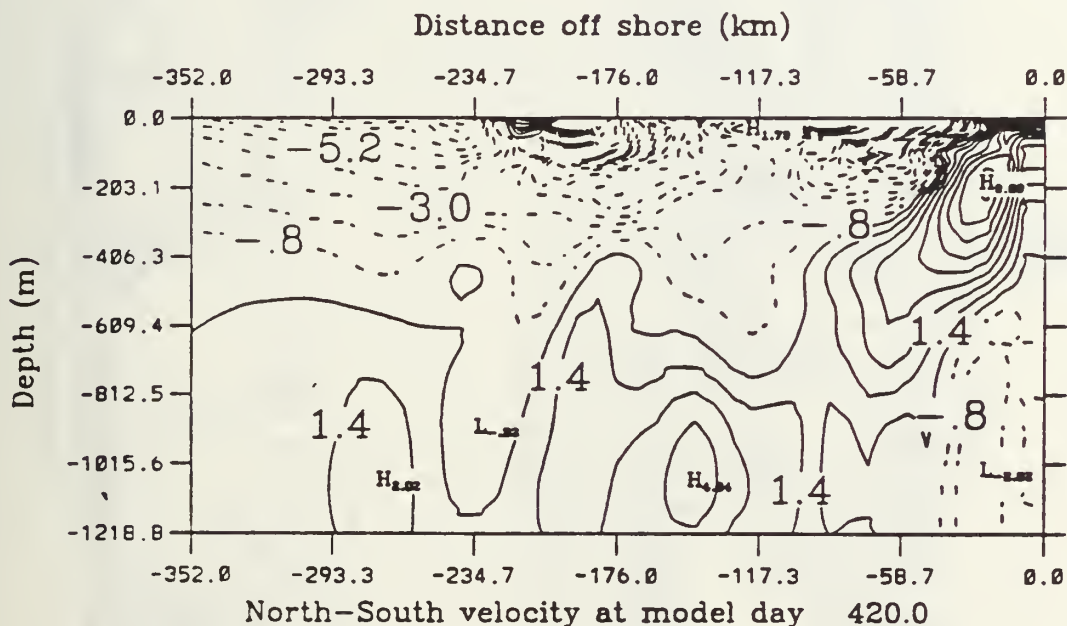 Distance off shore (km)
-352.0 -293.3 -234.7 -176.0 -117.3 -58.7 0.0
0.0
-203.1
-406.3
-609.4
-812.5
-1015.6
-1218.8
Depth (m)
-5.2
-3.0
-.8
-.8
1.4
1.4
1.4
-.8
1.4
H
H
L
L
H 2.02
H
-352.0 -293.3 -234.7 -176.0 -117.3 -58.7 0.0
North-South velocity at model day 420.0